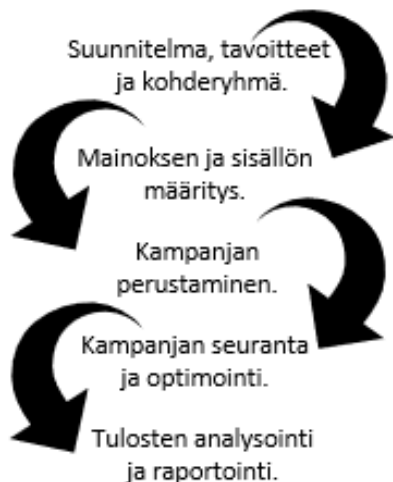 Suunnitelma, tavoitteet
ja kohderyhmä.
Mainoksen ja sisällön
määritys.
Kampanjan
perustaminen.
Kampanjan seuranta
ja optimointi.
Tulosten analysointi
ja raportointi.